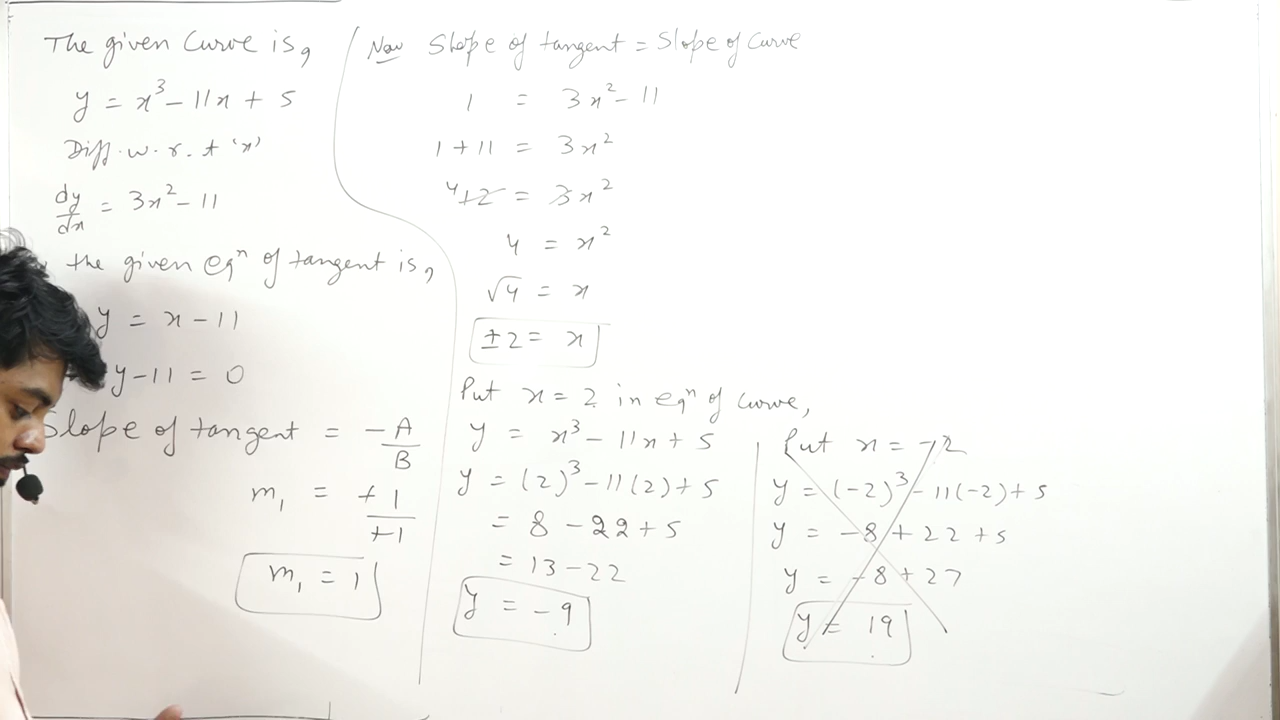 The given Curve is,
y = x³ - 11x + 5
Diff. w. r. t 'x'
dy/dx = 3x² - 11
the given eqⁿ of tangent is,
y = x - 11
y - 11 = 0
Slope of tangent = -A/B
m₁ = +1/+1
m₁ = 1
Now Slope of tangent = Slope of Curve
1 = 3x² - 11
1 + 11 = 3x²
4 12 = 3x²
4 = x²
√4 = x
±2 = x
Put x = 2 in eqⁿ of curve,
y = x³ - 11x + 5
y = (2)³ - 11(2) + 5
= 8 - 22 + 5
= 13 - 22
y = -9
Put x = -2
y = (-2)³ - 11(-2) + 5
y = -8 + 22 + 5
y = -8 + 27
y = 19